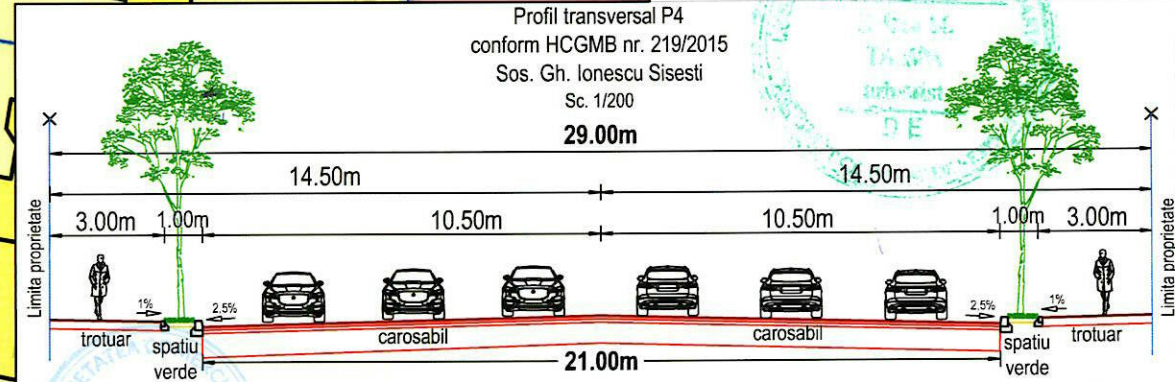 Profil transversal P4
conform HCGMB nr. 219/2015
Sos. Gh. Ionescu Sisesti
Sc. 1/200
29.00m
14.50m 14.50m
3.00m 1.00m 10.50m 10.50m 1.00m 3.00m
Limita proprietate
Limita proprietate
1% 2.5% 2.5% 1%
trotuar
spatiu
verde
carosabil
carosabil
spatiu
verde
trotuar
21.00m
D E